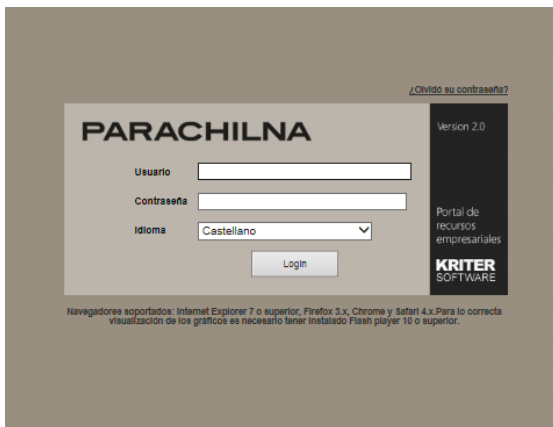 ¿Olvidó su contraseña?
PARACHILNA
Version 2.0
Usuario
Contraseña
Idioma
Castellano
Login
Portal de
recursos
empresariales
KRITER
SOFTWARE
Navegadores soportados: Internet Explorer 7 o superior, Firefox 3.x, Chrome y Safari 4.x.Para lo correcta
visualización de los gráficos es necesario tener instalado Flash player 10 o superior.